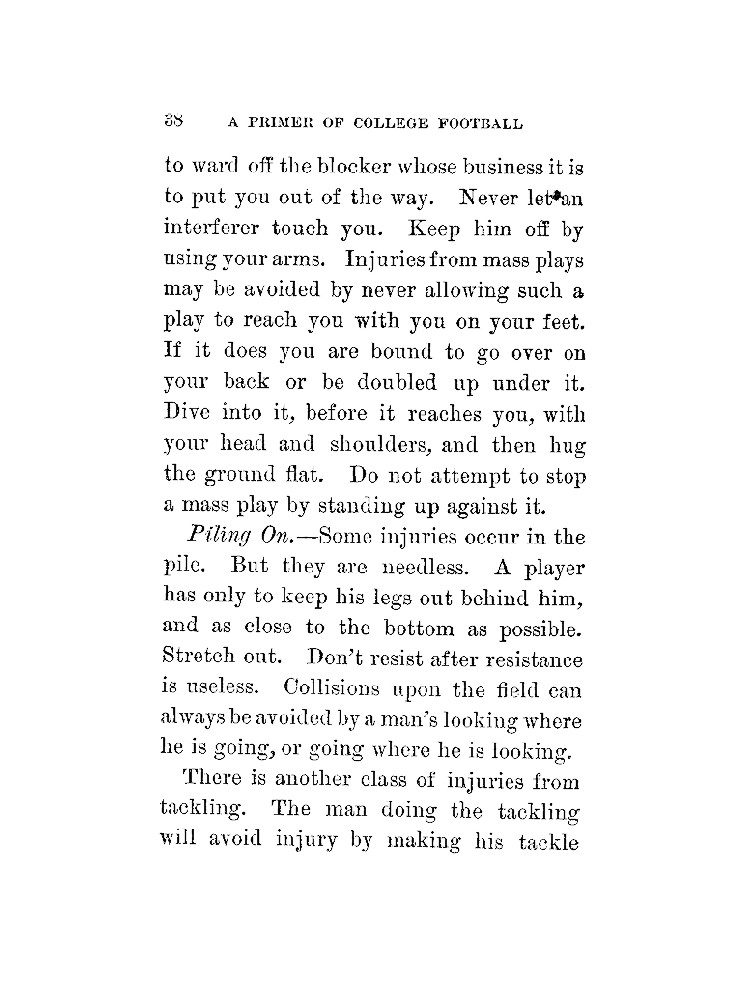 38 A PRIMER OF COLLEGE FOOTBALL
to ward off the blocker whose business it is
to put you out of the way. Never let an
interferer touch you. Keep him off by
using your arms. Injuries from mass plays
may be avoided by never allowing such a
play to reach you with you on your feet.
If it does you are bound to go over on
your back or be doubled up under it.
Dive into it, before it reaches you, with
your head and shoulders, and then hug
the ground flat. Do not attempt to stop
a mass play by standing up against it.
Piling On.—Some injuries occur in the
pile. But they are needless. A player
has only to keep his legs out behind him,
and as close to the bottom as possible.
Stretch out. Don't resist after resistance
is useless. Collisions upon the field can
always be avoided by a man's looking where
he is going, or going where he is looking.
There is another class of injuries from
tackling. The man doing the tackling
will avoid injury by making his tackle